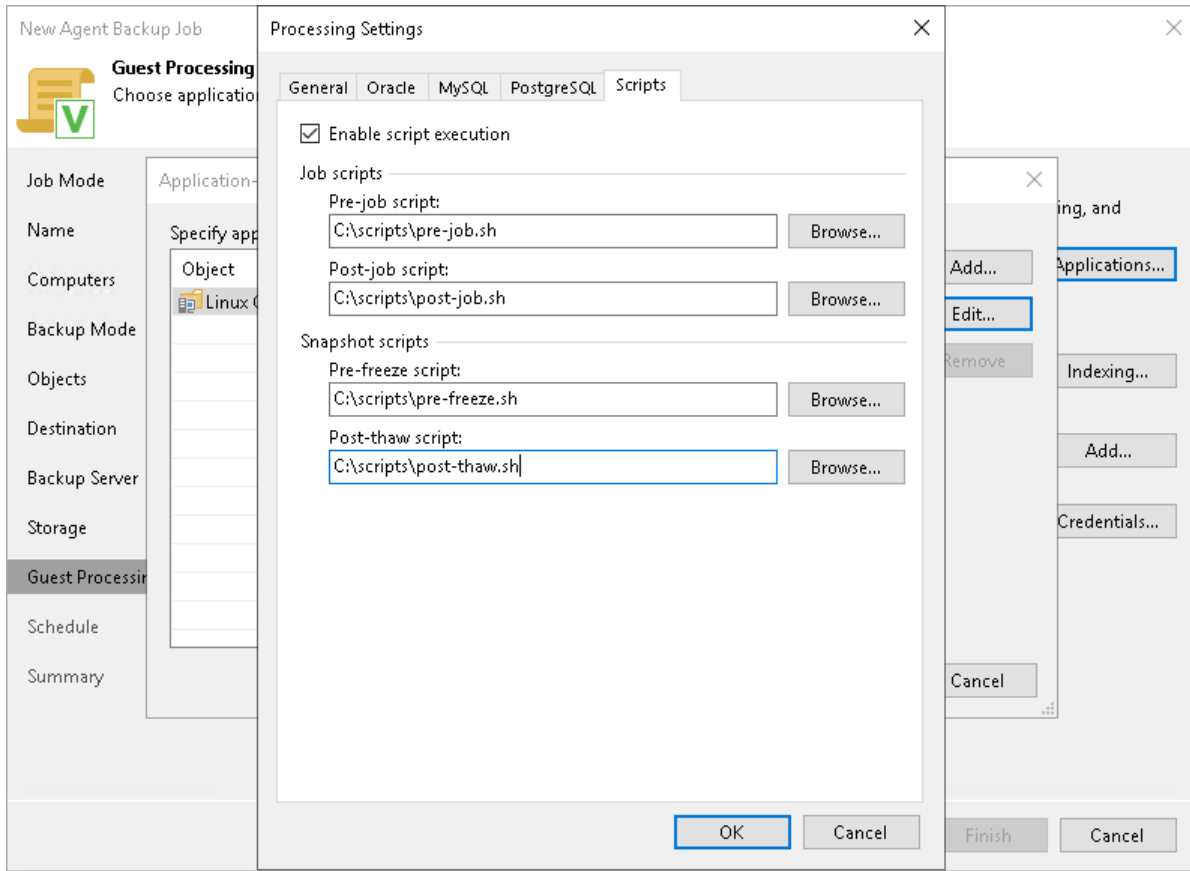 New Agent Backup Job
Guest Processing
Choose applicatio
V
Job Mode
Name
Computers
Backup Mode
Objects
Destination
Backup Server
Storage
Guest Processin
Schedule
Summary
Application-
Specify app
Object
Linux
Processing Settings
General Oracle MySQL PostgreSQL Scripts
Enable script execution
Job scripts
Pre-job script:
C:\scripts\pre-job.sh Browse...
Post-job script:
C:\scripts\post-job.sh Browse...
Snapshot scripts
Pre-freeze script:
C:\scripts\pre-freeze.sh Browse...
Post-thaw script:
C:\scripts\post-thaw.sh Browse...
OK Cancel
Add...
Edit...
Remove
Cancel
ing, and
Applications...
Indexing...
Add...
Credentials...
Finish Cancel